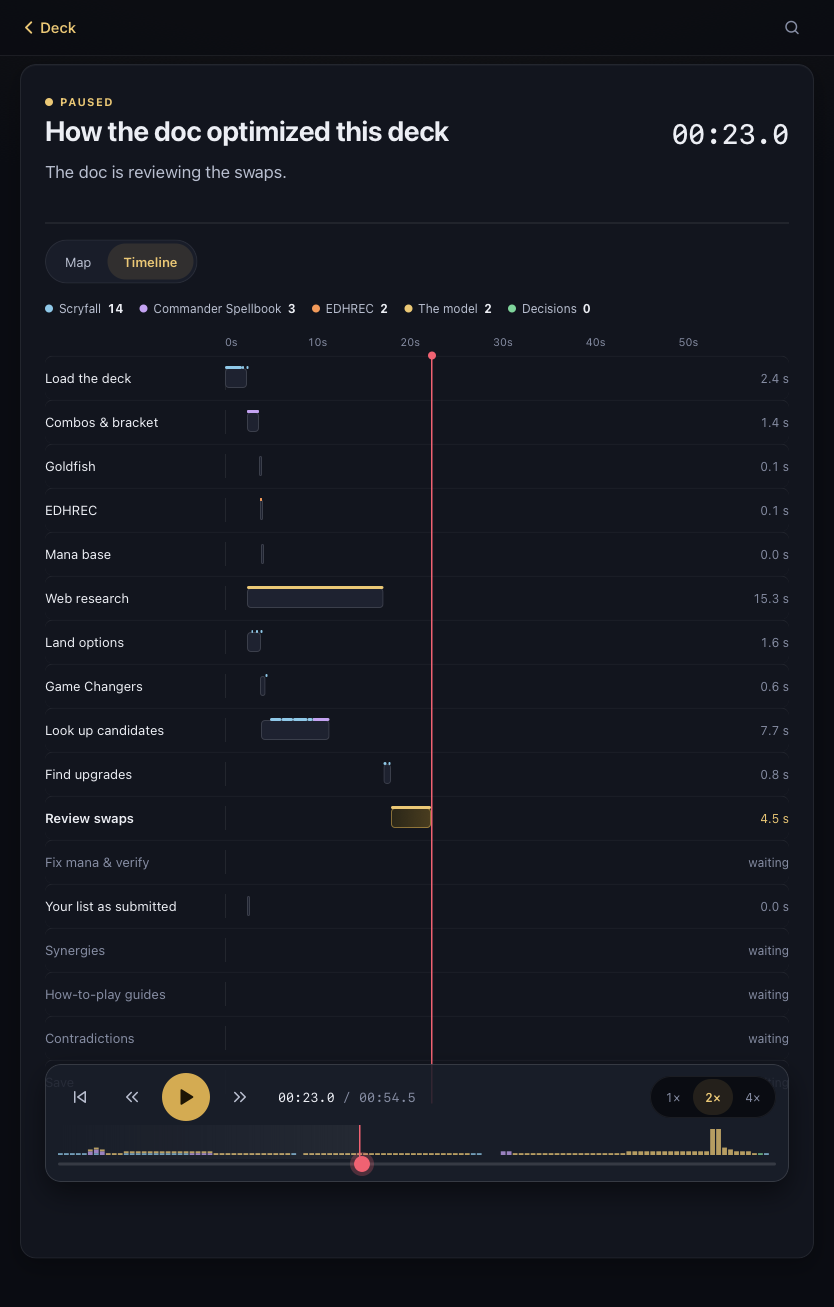 Deck
PAUSED
How the doc optimized this deck
00:23.0
The doc is reviewing the swaps.
Map Timeline
Scryfall 14 Commander Spellbook 3 EDHREC 2 The model 2 Decisions 0
0s 10s 20s 30s 40s 50s
Load the deck 2.4 s
Combos & bracket 1.4 s
Goldfish 0.1 s
EDHREC 0.1 s
Mana base 0.0 s
Web research 15.3 s
Land options 1.6 s
Game Changers 0.6 s
Look up candidates 7.7 s
Find upgrades 0.8 s
Review swaps 4.5 s
Fix mana & verify waiting
Your list as submitted 0.0 s
Synergies waiting
How-to-play guides waiting
Contradictions waiting
Save
00:23.0 / 00:54.5 1× 2× 4×